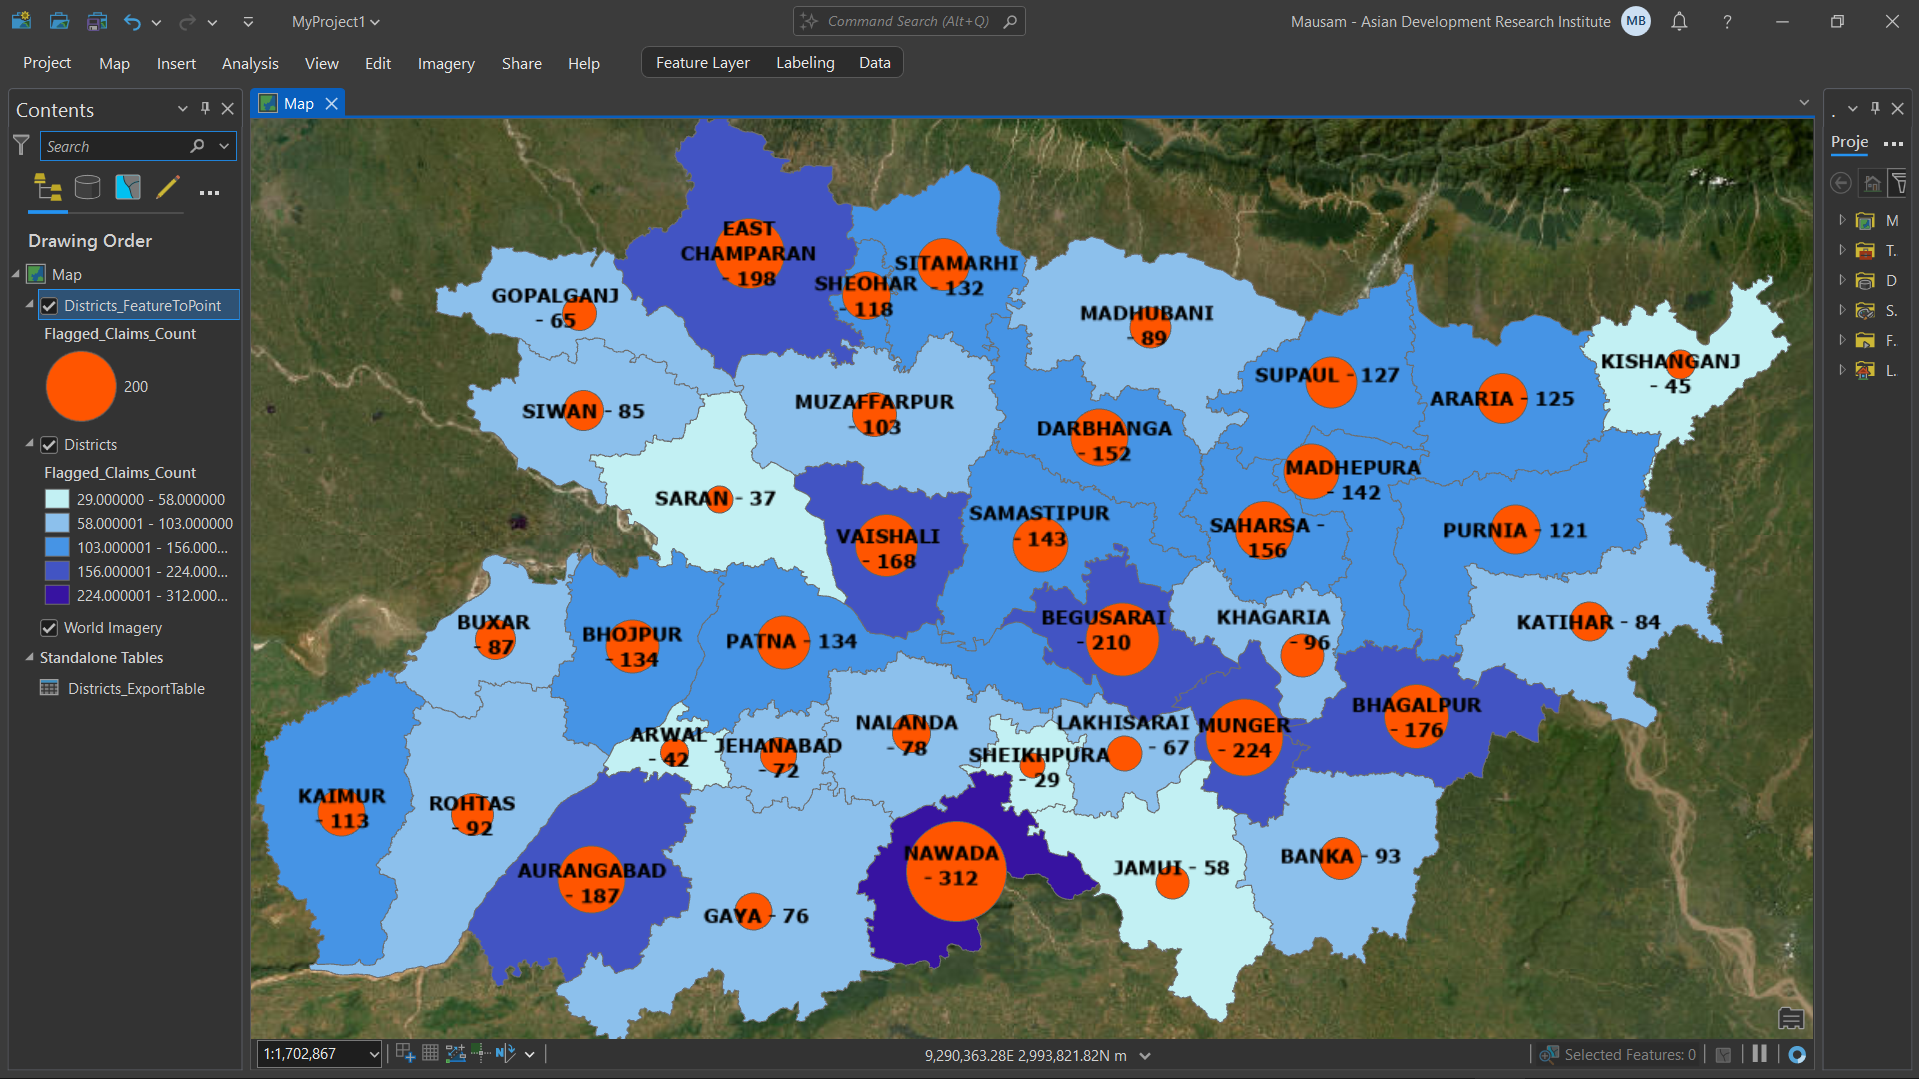 MyProject1
Command Search (Alt+Q)
Mausam - Asian Development Research Institute
MB
?
Project
Map
Insert
Analysis
View
Edit
Imagery
Share
Help
Feature Layer
Labeling
Data
Contents
Search
Drawing Order
Map
Districts_FeatureToPoint
Flagged_Claims_Count
200
Districts
Flagged_Claims_Count
29.000000 - 58.000000
58.000001 - 103.000000
103.000001 - 156.000...
156.000001 - 224.000...
224.000001 - 312.000...
World Imagery
Standalone Tables
Districts_ExportTable
Map
EAST
CHAMPARAN
- 198
SITAMARHI
- 132
SHEOHAR
- 118
GOPALGANJ
- 65
MADHUBANI
- 89
KISHANGANJ
- 45
SUPAUL - 127
ARARIA - 125
SIWAN - 85
MUZAFFARPUR
- 103
DARBHANGA
- 152
MADHEPURA
- 142
SARAN - 37
SAMASTIPUR
- 143
SAHARSA -
156
PURNIA - 121
VAISHALI
- 168
BUXAR
- 87
BHOJPUR
- 134
PATNA - 134
BEGUSARAI
- 210
KHAGARIA
- 96
KATIHAR - 84
ARWAL
- 42
JEHANABAD
- 72
NALANDA
- 78
LAKHISARAI
- 67
SHEIKHPURA
- 29
MUNGER
- 224
BHAGALPUR
- 176
KAIMUR
- 113
ROHTAS
- 92
AURANGABAD
- 187
GAYA - 76
NAWADA
- 312
JAMUI - 58
BANKA - 93
.
Proje
M
T.
D
S.
F.
L.
1:1,702,867
N
9,290,363.28E 2,993,821.82N m
Selected Features: 0